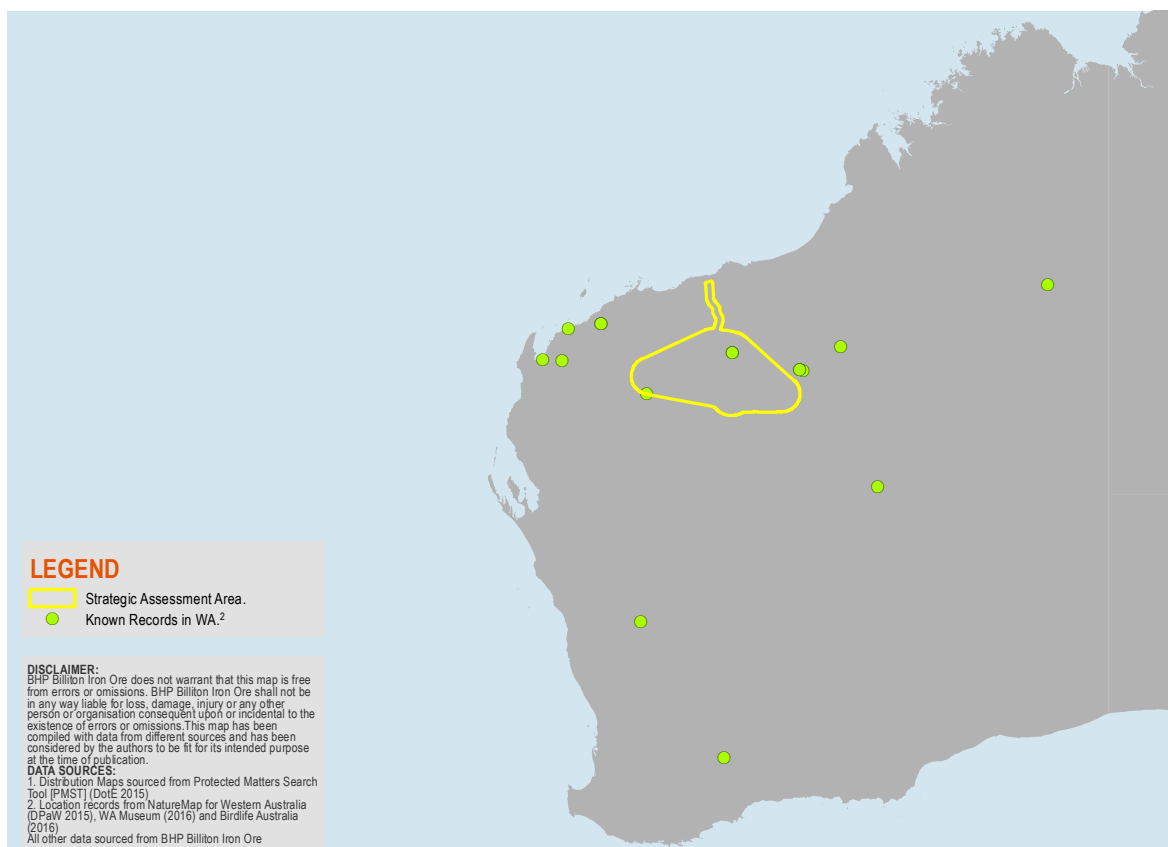 LEGEND
Strategic Assessment Area.
Known Records in WA.2
DISCLAIMER:
BHP Billiton Iron Ore does not warrant that this map is free
from errors or omissions. BHP Billiton Iron Ore shall not be
in any way liable for loss, damage, injury or any other
person or organisation consequent upon or incidental to the
existence of errors or omissions.This map has been
compiled with data from different sources and has been
considered by the authors to be fit for its intended purpose
at the time of publication.
DATA SOURCES:
1. Distribution Maps sourced from Protected Matters Search
Tool [PMST] (DotE 2015)
2. Location records from NatureMap for Western Australia
(DPaW 2015), WA Museum (2016) and Birdlife Australia
(2016)
All other data sourced from BHP Billiton Iron Ore